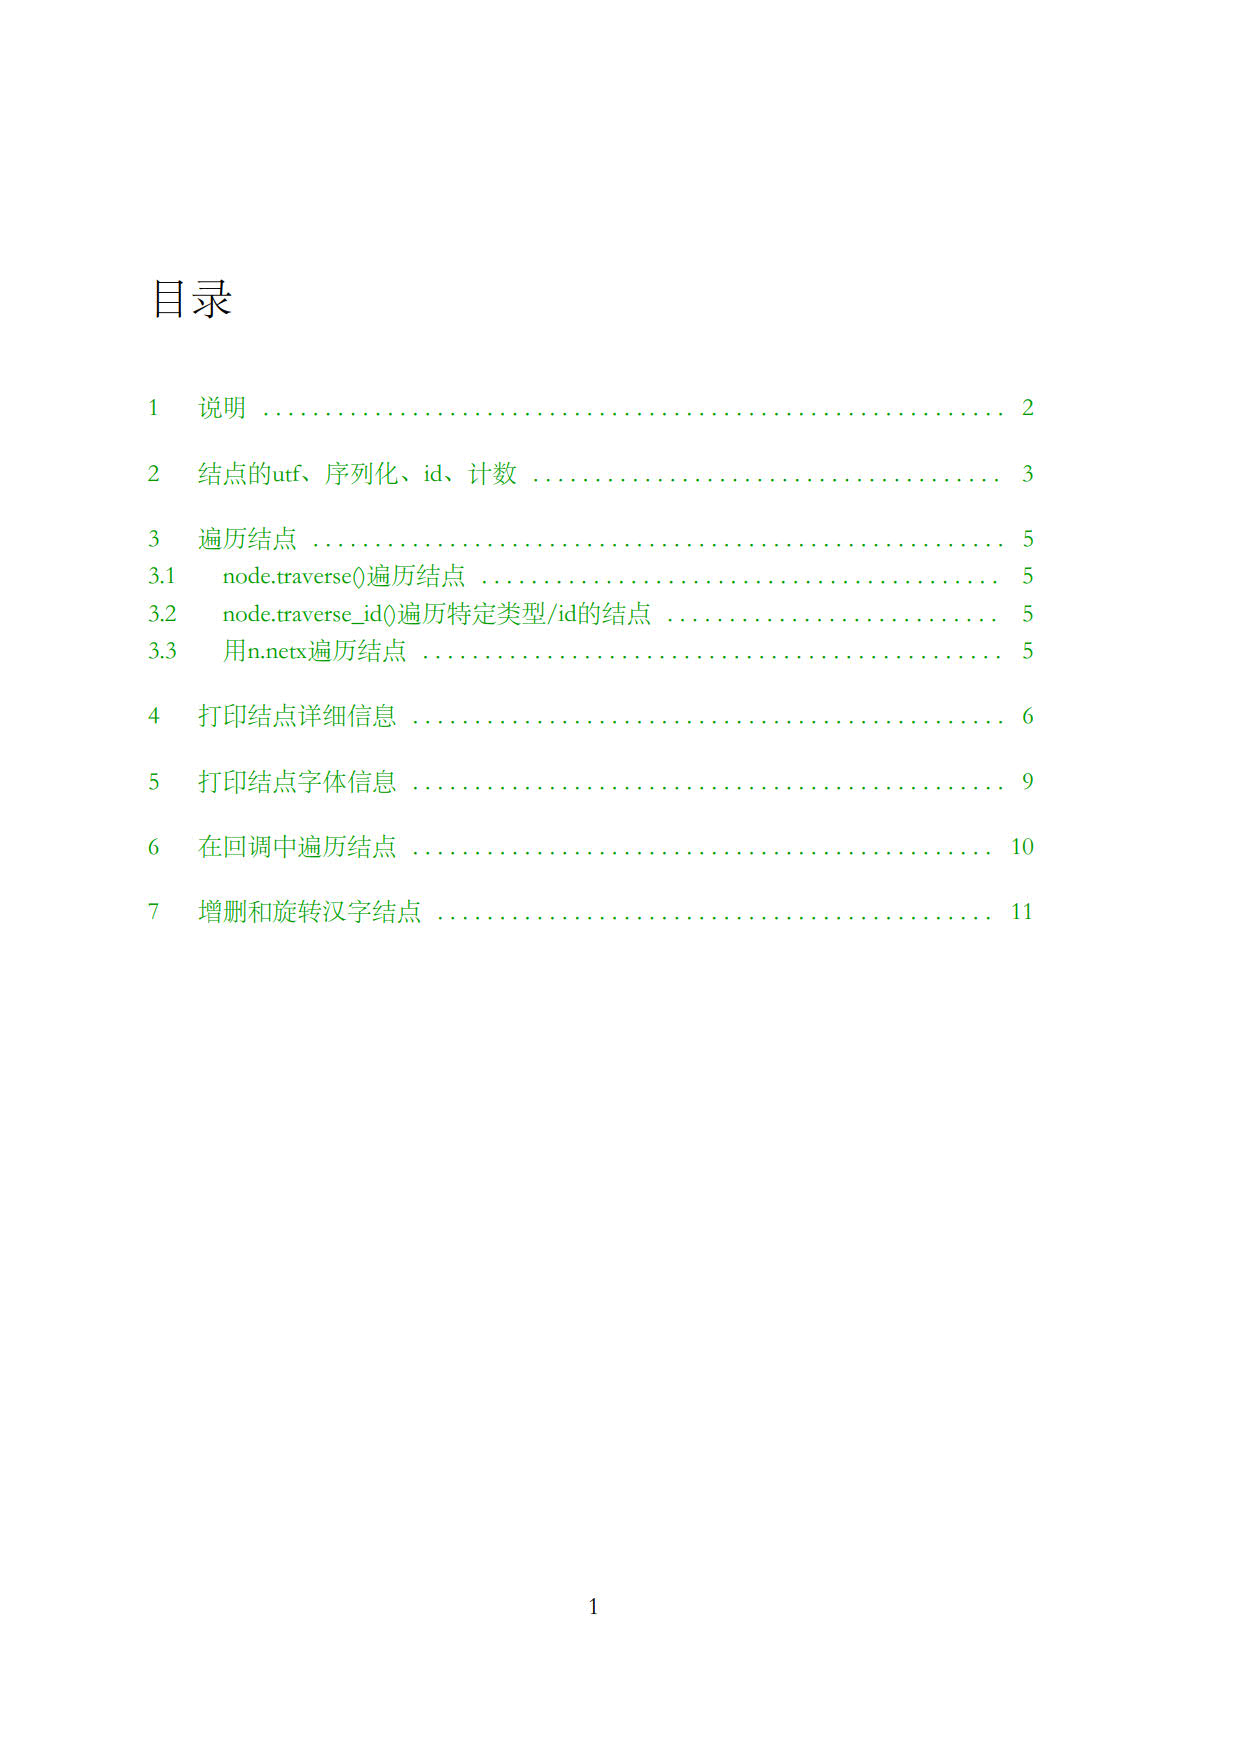 目录
1 说明 . . . . . . . . . . . . . . . . . . . . . . . . . . . . . . . . . . . . . . . . . . . . . . . . . . . . . . . . . . . . 2
2 结点的utf、序列化、id、计数 . . . . . . . . . . . . . . . . . . . . . . . . . . . . . . . . . . . . . . 3
3 遍历结点 . . . . . . . . . . . . . . . . . . . . . . . . . . . . . . . . . . . . . . . . . . . . . . . . . . . . . . . . 5
3.1 node.traverse()遍历结点 . . . . . . . . . . . . . . . . . . . . . . . . . . . . . . . . . . . . . . . . . . 5
3.2 node.traverse_id()遍历特定类型/id的结点 . . . . . . . . . . . . . . . . . . . . . . . . . . . 5
3.3 用n.netx遍历结点 . . . . . . . . . . . . . . . . . . . . . . . . . . . . . . . . . . . . . . . . . . . . . . . 5
4 打印结点详细信息 . . . . . . . . . . . . . . . . . . . . . . . . . . . . . . . . . . . . . . . . . . . . . . . . 6
5 打印结点字体信息 . . . . . . . . . . . . . . . . . . . . . . . . . . . . . . . . . . . . . . . . . . . . . . . . 9
6 在回调中遍历结点 . . . . . . . . . . . . . . . . . . . . . . . . . . . . . . . . . . . . . . . . . . . . . . . 10
7 增删和旋转汉字结点 . . . . . . . . . . . . . . . . . . . . . . . . . . . . . . . . . . . . . . . . . . . . . 11
1